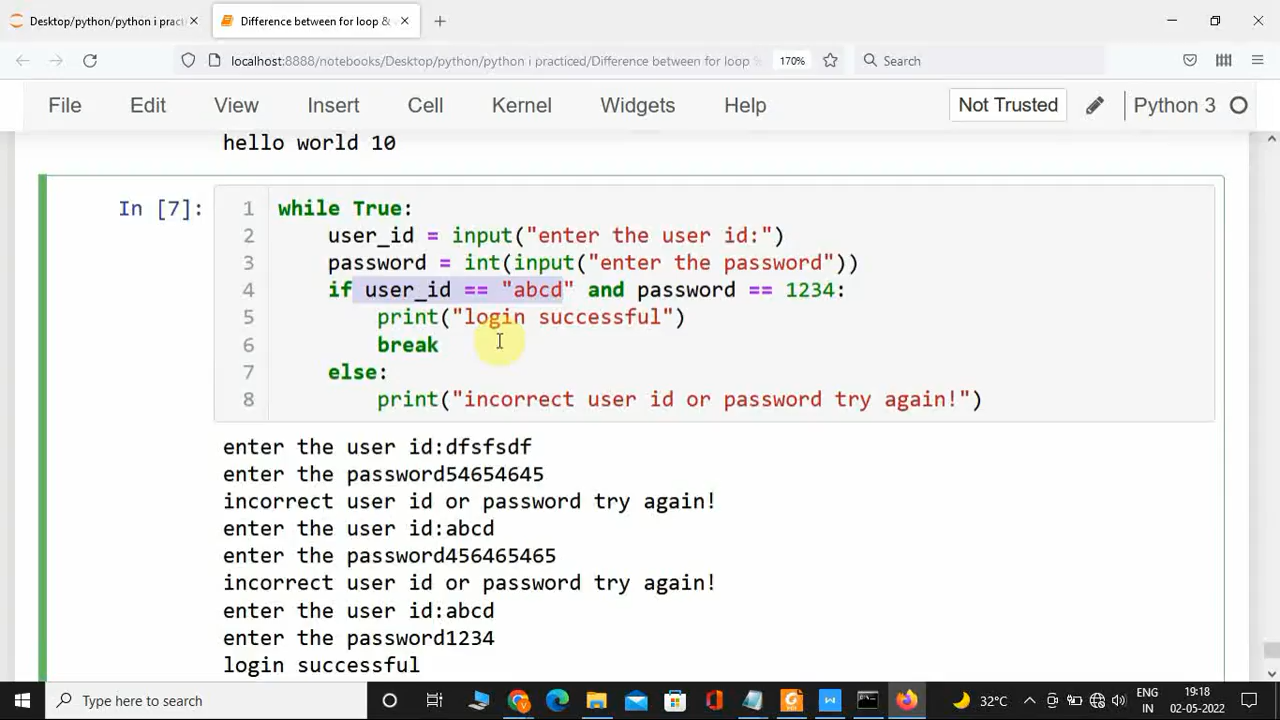 Desktop/python/python i practi
Difference between for loop &
localhost:8888/notebooks/Desktop/python/python i practiced/Difference between for loop
170%
Search
File Edit View Insert Cell Kernel Widgets Help
Not Trusted
Python 3
hello world 10
In [7]:
1 while True:
2 user_id = input("enter the user id:")
3 password = int(input("enter the password"))
4 if user_id == "abcd" and password == 1234:
5 print("login successful")
6 break
7 else:
8 print("incorrect user id or password try again!")
enter the user id:dfsfsdf
enter the password54654645
incorrect user id or password try again!
enter the user id:abcd
enter the password456465465
incorrect user id or password try again!
enter the user id:abcd
enter the password1234
login successful
Type here to search
32°C
ENG
IN
19:18
02-05-2022